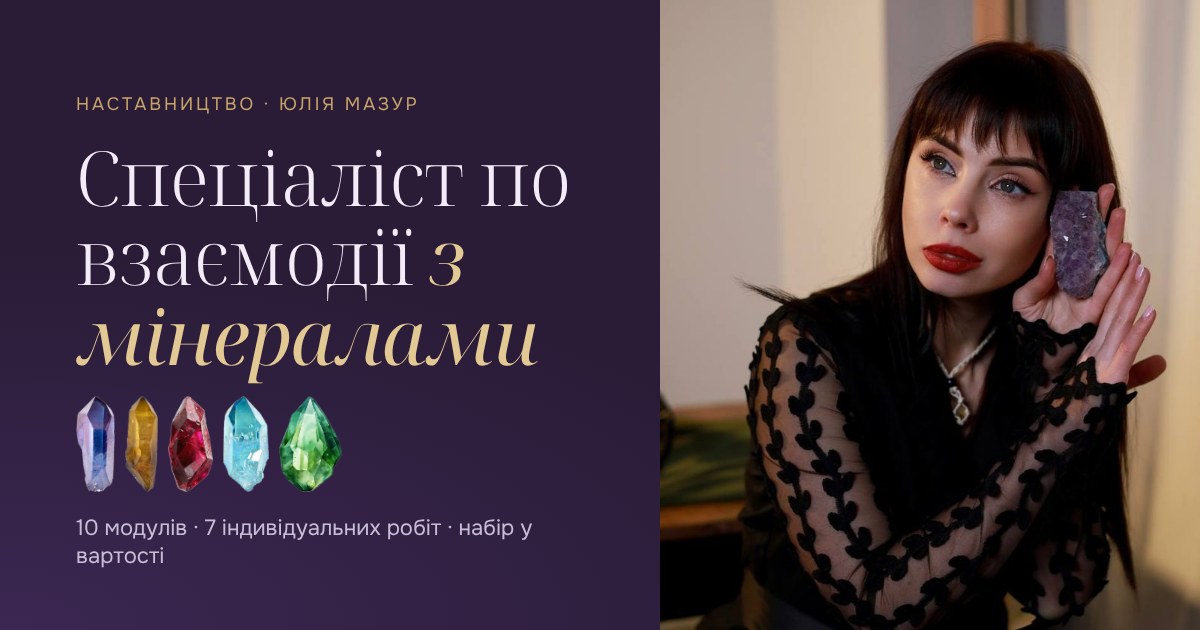 НАСТАВНИЦТВО · ЮЛІЯ МАЗУР
Спеціаліст по
взаємодії з
мінералами
10 модулів · 7 індивідуальних робіт · набір у
вартості